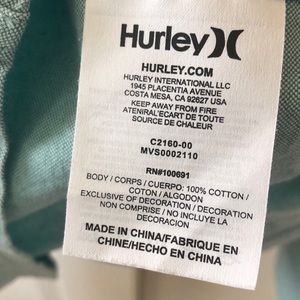 Hurley
HURLEY.COM
HURLEY INTERNATIONAL LLC
1945 PLACENTIA AVENUE
COSTA MESA, CA 92627 USA
KEEP AWAY FROM FIRE
ATENIRALÉCART DE TOUTE
SOURCE DE CHALEUR
C2160-00
MVS0002110
RN#100691
BODY / CORPS / CUERPO: 100% COTTON /
COTON / ALGODON
EXCLUSIVE OF DECORATION / DECORATION
NON COMPRISE / NO INCLUYE LA
DECORACION
MADE IN CHINA/FABRIQUE EN
CHINE/HECHO EN CHINA